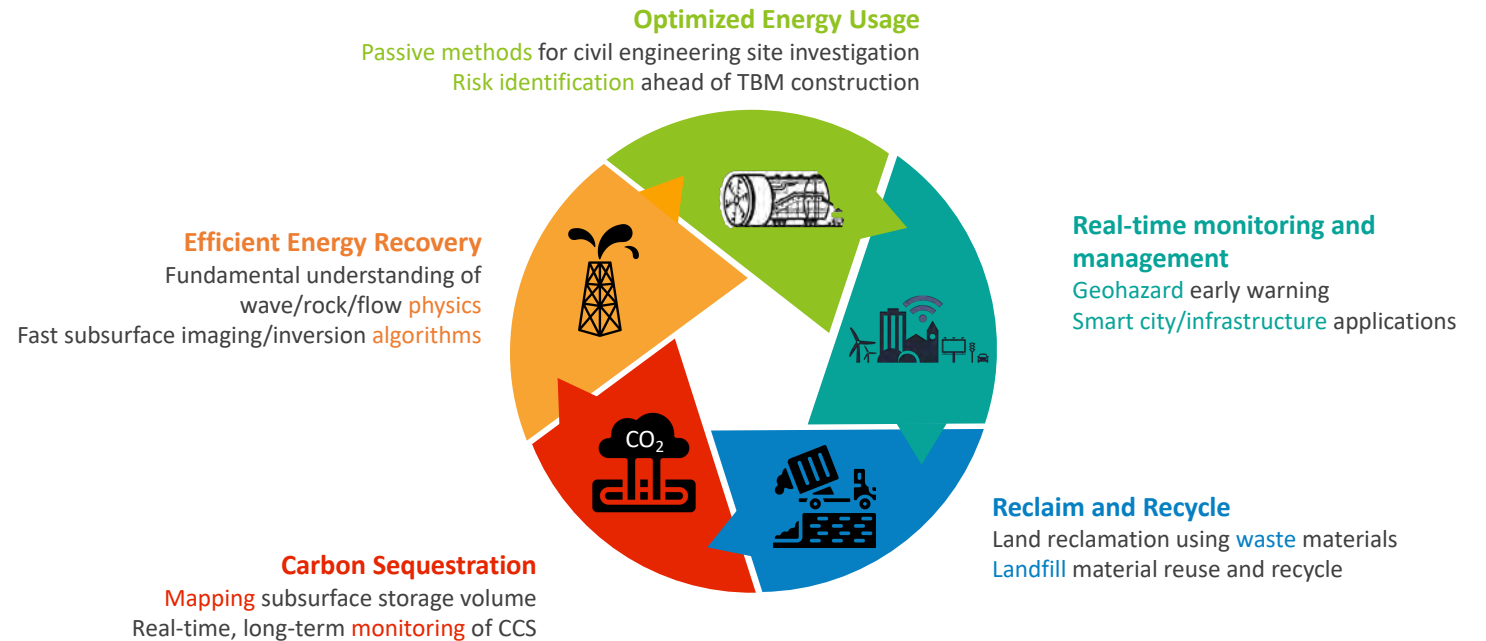 Optimized Energy Usage
Passive methods for civil engineering site investigation
Risk identification ahead of TBM construction
Efficient Energy Recovery
Fundamental understanding of
wave/rock/flow physics
Fast subsurface imaging/inversion algorithms
Real-time monitoring and
management
Geohazard early warning
Smart city/infrastructure applications
CO₂
Reclaim and Recycle
Land reclamation using waste materials
Landfill material reuse and recycle
Carbon Sequestration
Mapping subsurface storage volume
Real-time, long-term monitoring of CCS